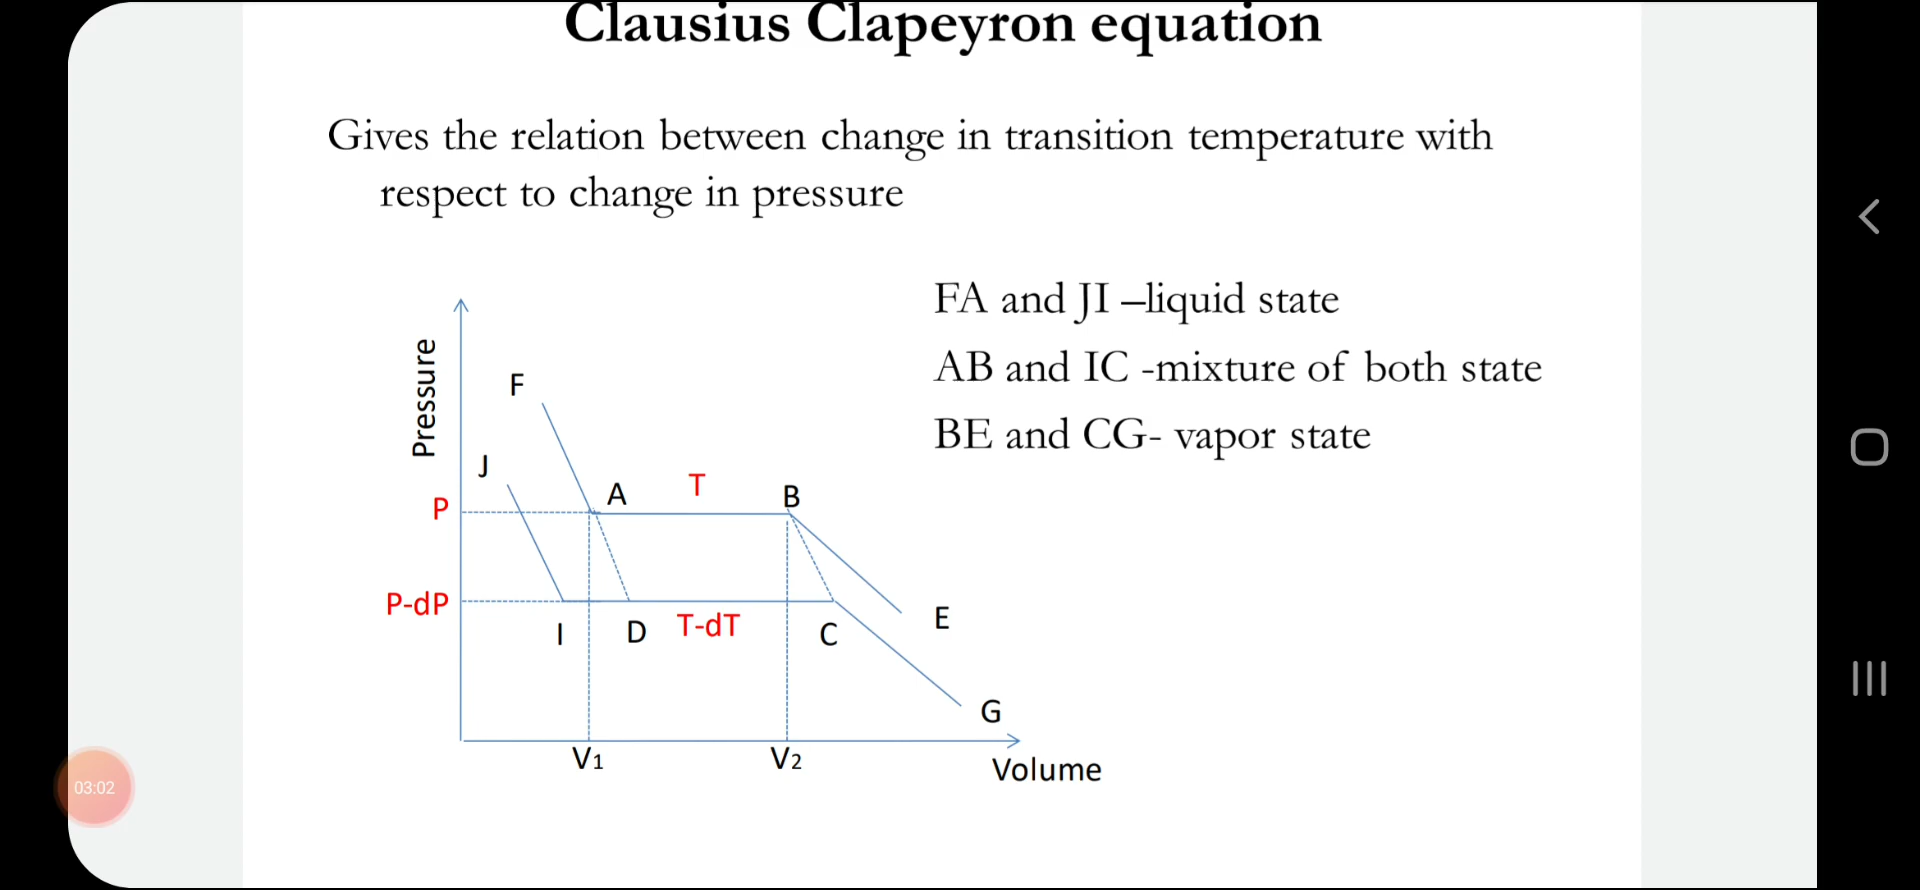 Clausius Clapeyron equation
Gives the relation between change in transition temperature with
respect to change in pressure
FA and JI –liquid state
AB and IC -mixture of both state
BE and CG- vapor state
Pressure
F
J
A
T
B
P
P-dP
I
D
T-dT
C
E
G
V1
V2
Volume
03:02